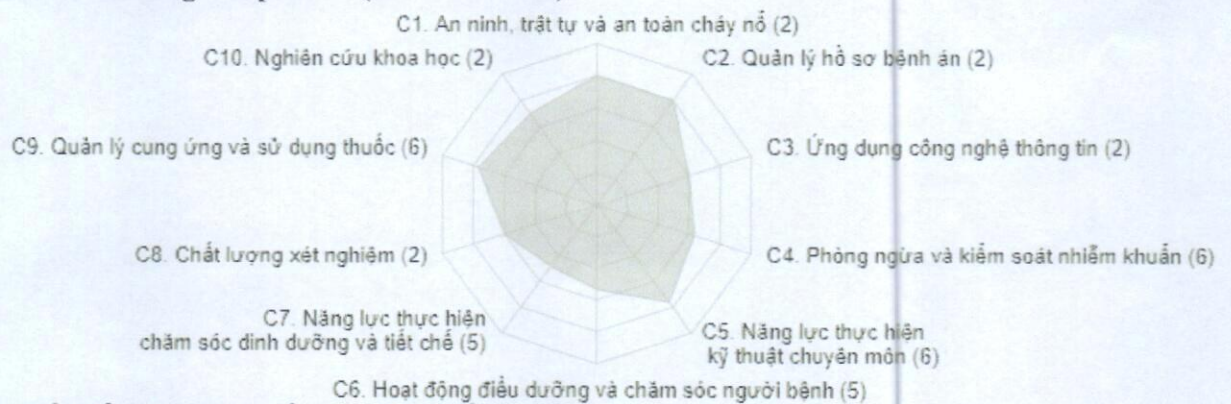 C1. An ninh, trật tự và an toàn cháy nổ (2)
C10. Nghiên cứu khoa học (2)
C2. Quản lý hồ sơ bệnh án (2)
C9. Quản lý cung ứng và sử dụng thuốc (6)
C3. Ứng dụng công nghệ thông tin (2)
C8. Chất lượng xét nghiệm (2)
C4. Phòng ngừa và kiểm soát nhiễm khuẩn (6)
C7. Năng lực thực hiện
chăm sóc dinh dưỡng và tiết chế (5)
C5. Năng lực thực hiện
kỹ thuật chuyên môn (6)
C6. Hoạt động điều dưỡng và chăm sóc người bệnh (5)